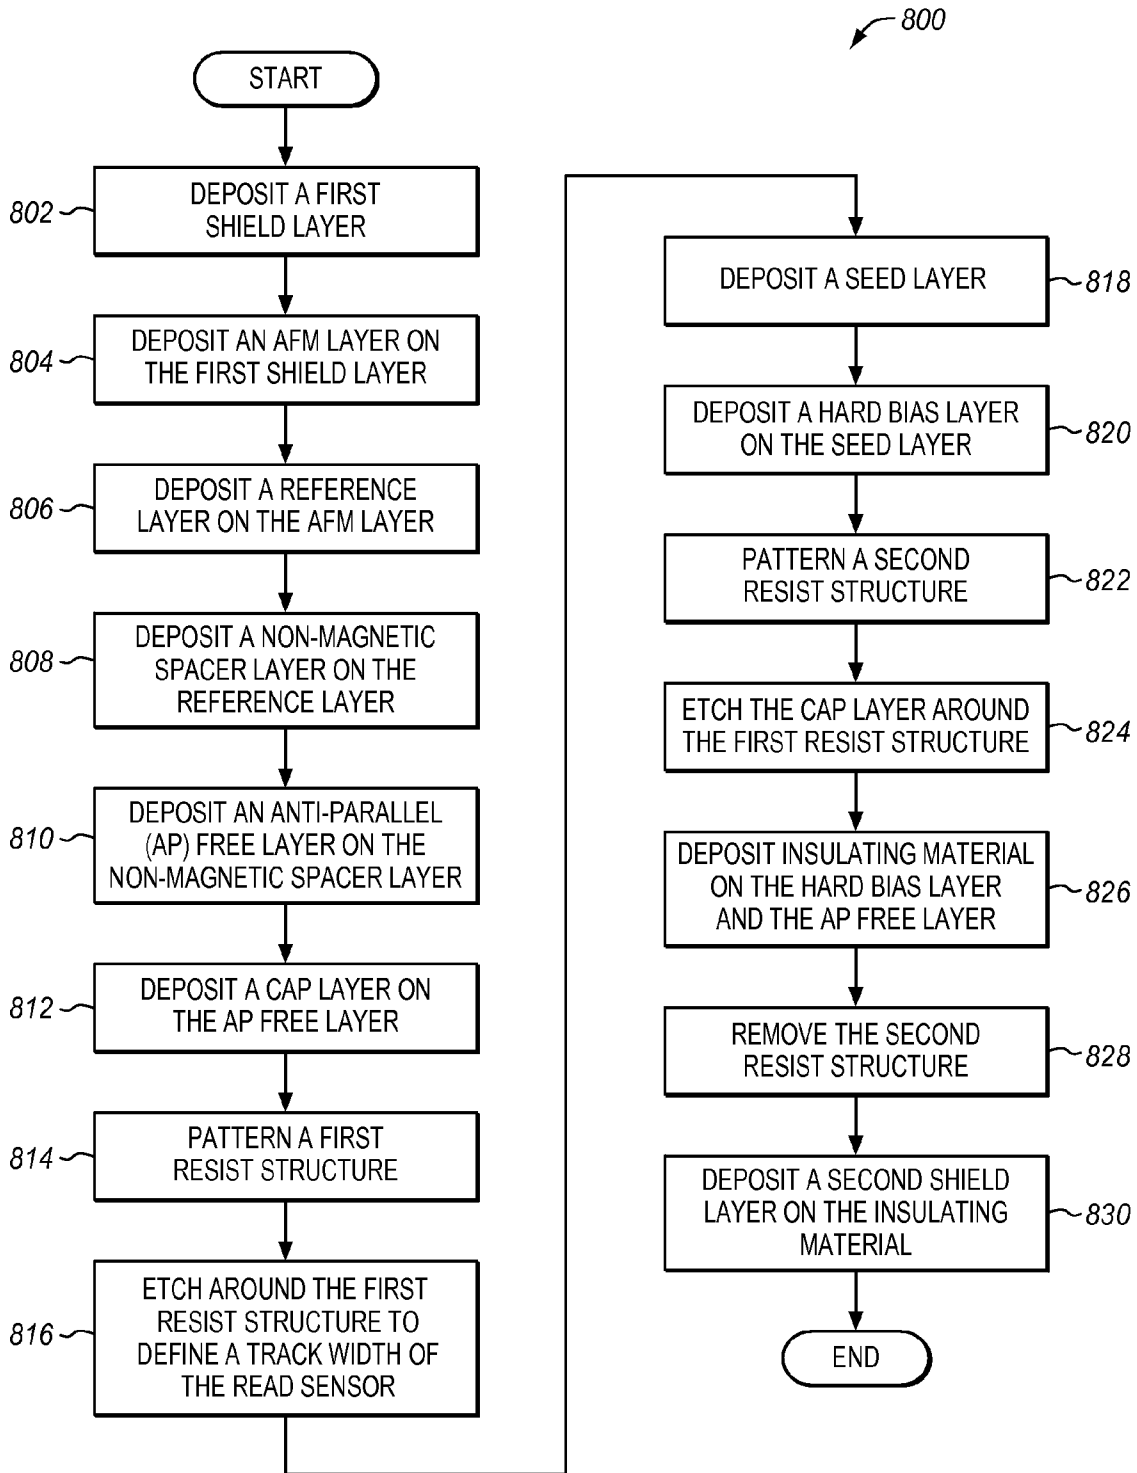 800
START
802
DEPOSIT A FIRST
SHIELD LAYER
804
DEPOSIT AN AFM LAYER ON
THE FIRST SHIELD LAYER
806
DEPOSIT A REFERENCE
LAYER ON THE AFM LAYER
808
DEPOSIT A NON-MAGNETIC
SPACER LAYER ON THE
REFERENCE LAYER
810
DEPOSIT AN ANTI-PARALLEL
(AP) FREE LAYER ON THE
NON-MAGNETIC SPACER LAYER
812
DEPOSIT A CAP LAYER ON
THE AP FREE LAYER
814
PATTERN A FIRST
RESIST STRUCTURE
816
ETCH AROUND THE FIRST
RESIST STRUCTURE TO
DEFINE A TRACK WIDTH OF
THE READ SENSOR
DEPOSIT A SEED LAYER
818
DEPOSIT A HARD BIAS LAYER
ON THE SEED LAYER
820
PATTERN A SECOND
RESIST STRUCTURE
822
ETCH THE CAP LAYER AROUND
THE FIRST RESIST STRUCTURE
824
DEPOSIT INSULATING MATERIAL
ON THE HARD BIAS LAYER
AND THE AP FREE LAYER
826
REMOVE THE SECOND
RESIST STRUCTURE
828
DEPOSIT A SECOND SHIELD
LAYER ON THE INSULATING
MATERIAL
830
END